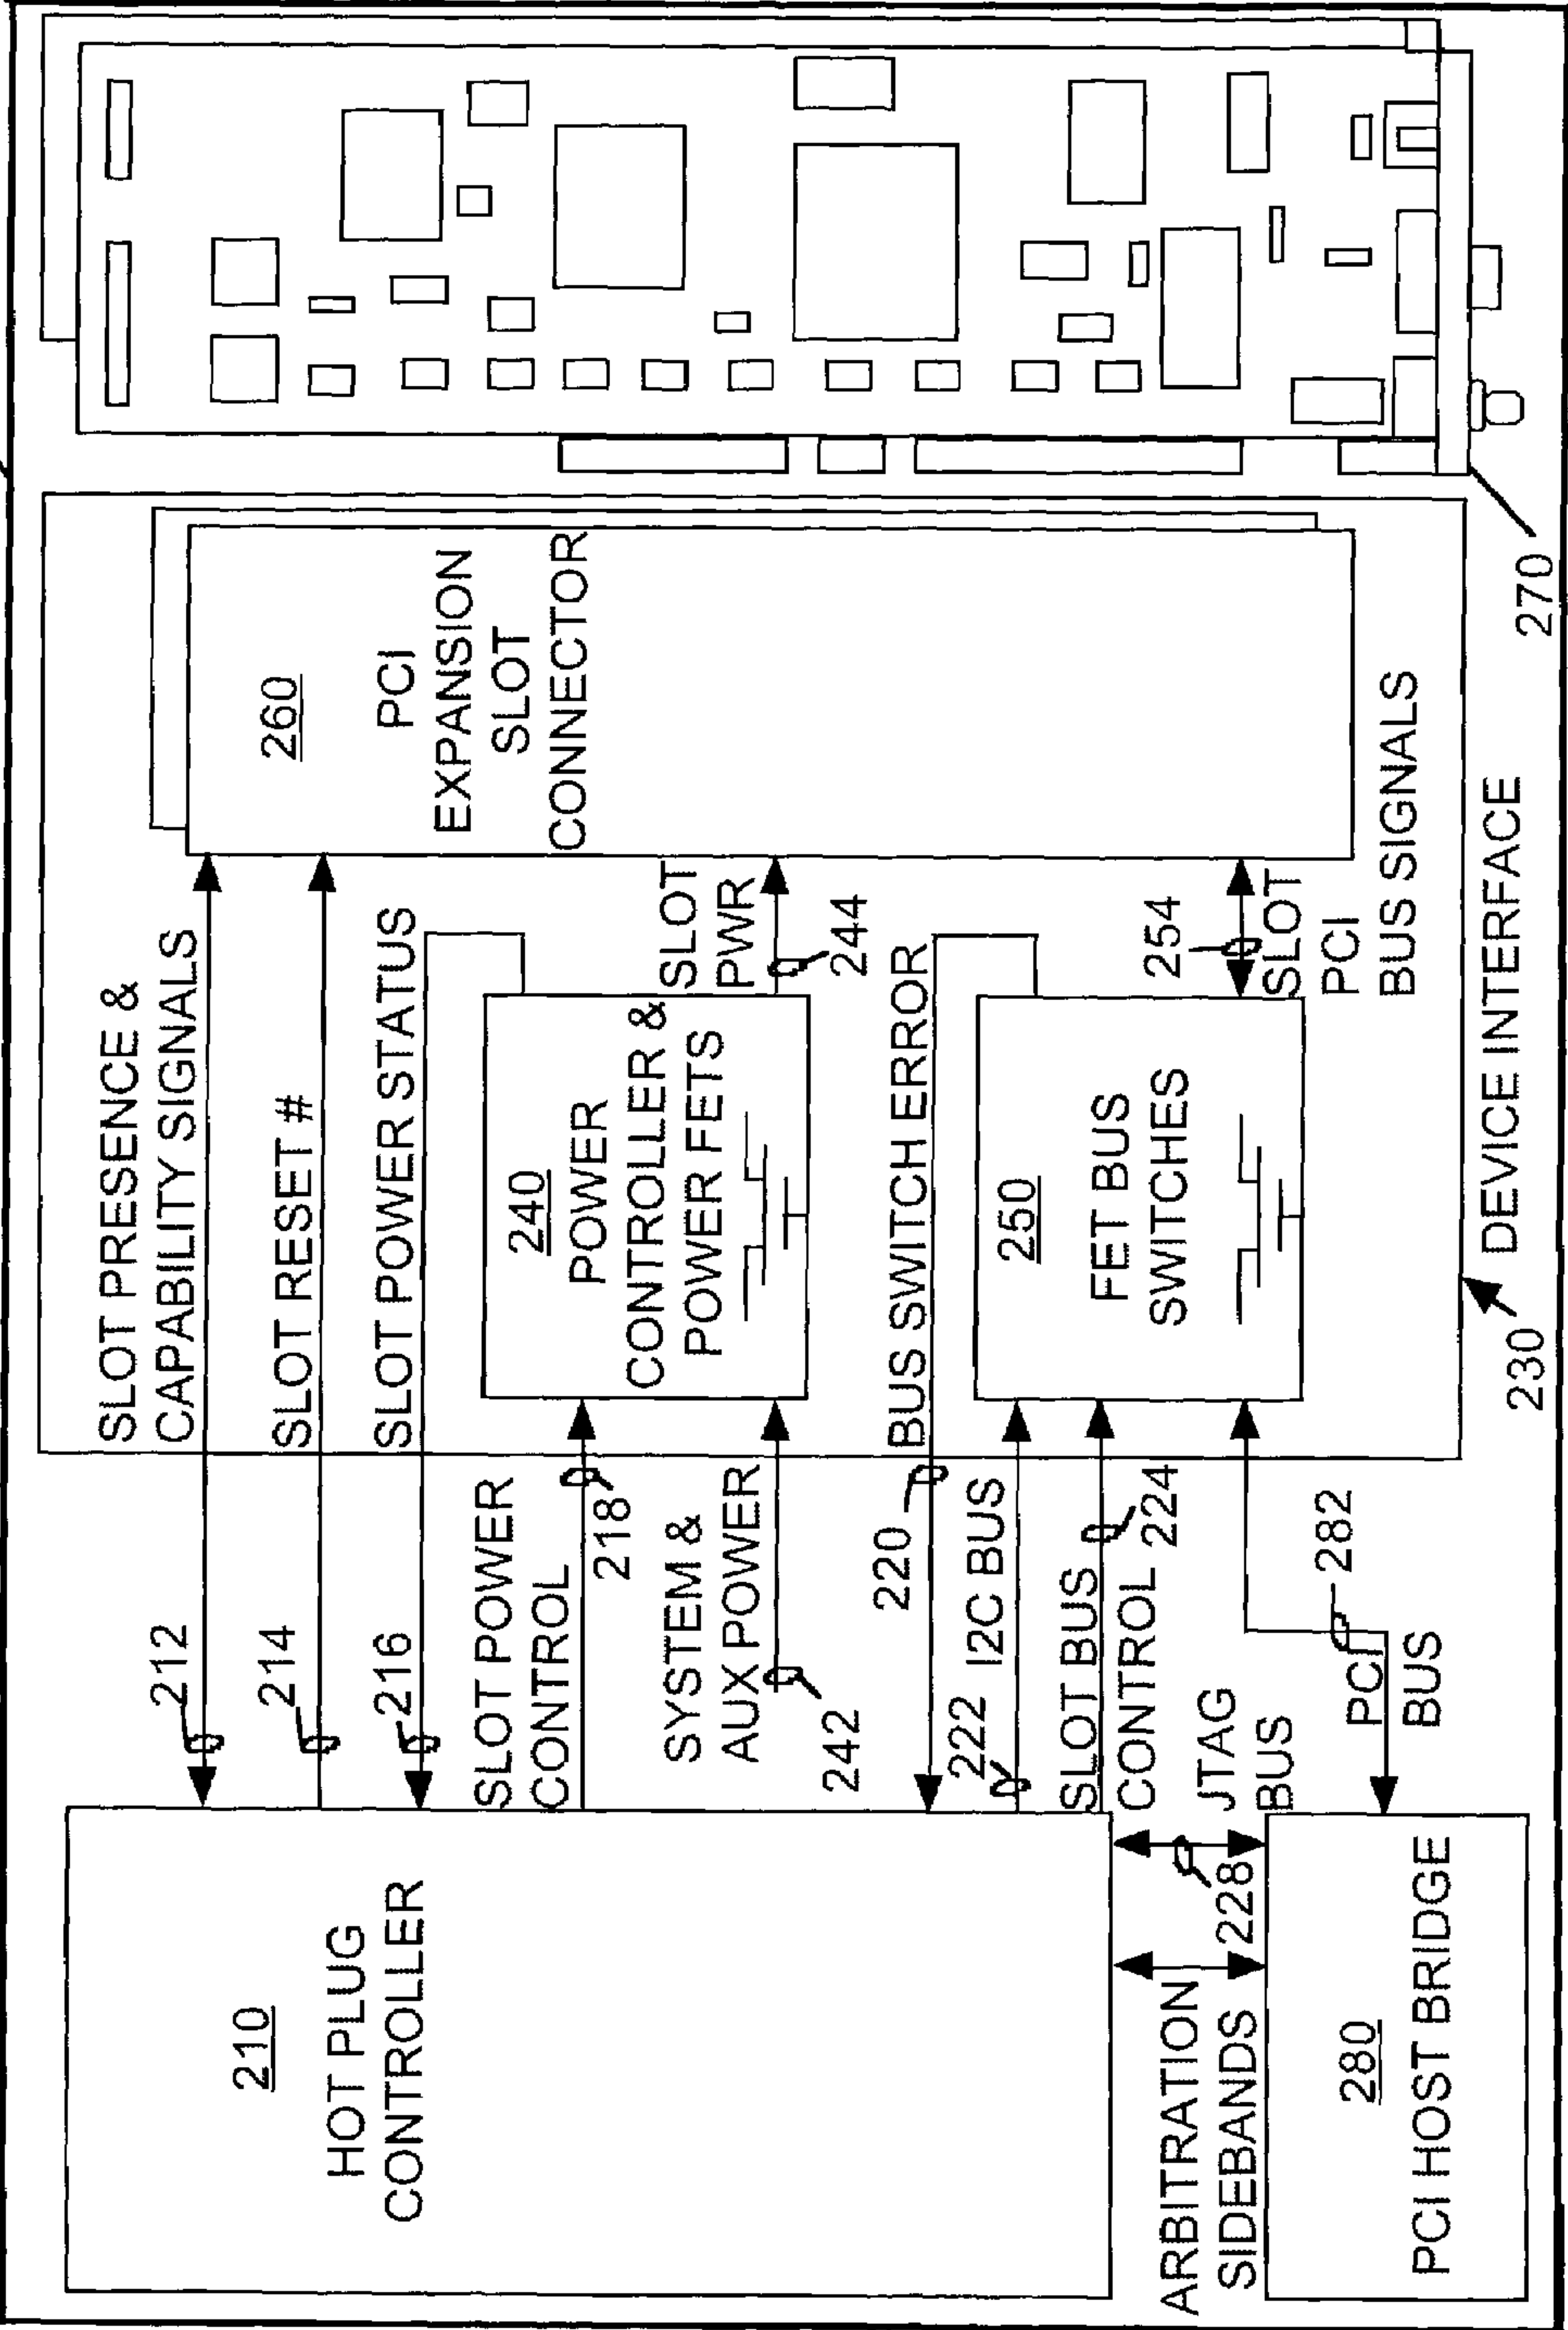 210
HOT PLUG
CONTROLLER
212
214
216
SLOT PRESENCE &
CAPABILITY SIGNALS
SLOT RESET #
SLOT POWER STATUS
SLOT POWER
CONTROL
218
SYSTEM &
AUX POWER
242
240
POWER
CONTROLLER &
POWER FETS
SLOT
PWR
244
260
PCI
EXPANSION
SLOT
CONNECTOR
220
BUS SWITCH ERROR
222
I2C BUS
SLOT BUS
CONTROL
224
250
FET BUS
SWITCHES
254
SLOT
PCI
BUS SIGNALS
ARBITRATION
SIDEBANDS
228
JTAG
BUS
282
PCI
BUS
280
PCI HOST BRIDGE
230
DEVICE INTERFACE
270